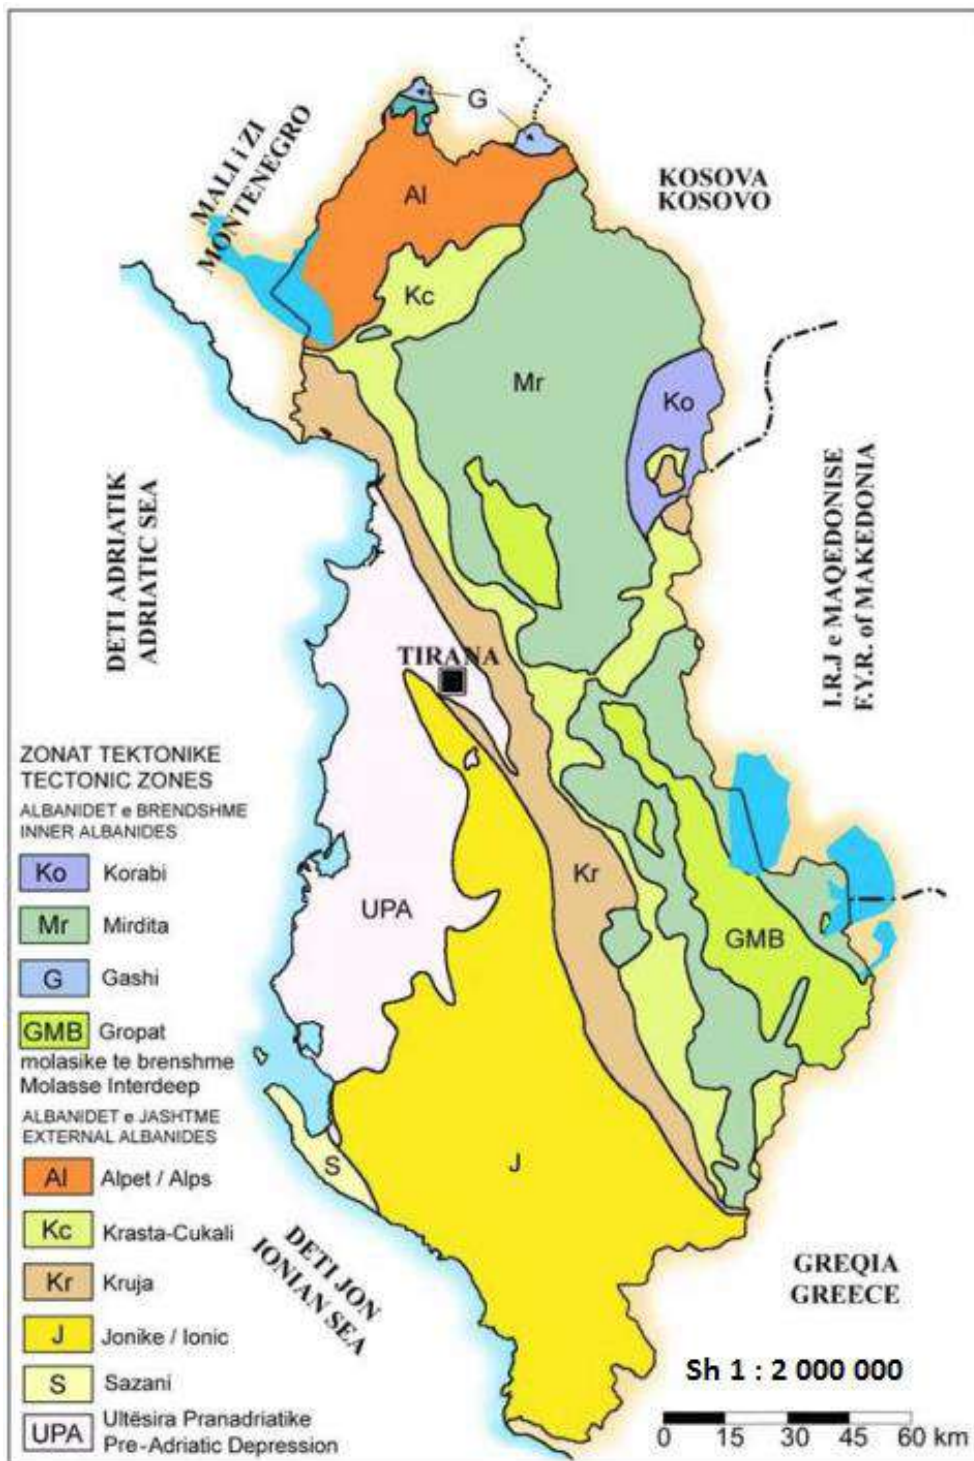 G
MALI i ZI
MONTENEGRO
KOSOVA
KOSOVO
Al
Kc
Mr
Ko
DETI ADRIATIK
ADRIATIC SEA
I.R.J e MAQEDONISE
F.Y.R. of MAKEDONIA
TIRANA
Kr
UPA
GMB
J
S
DETI JON
IONIAN SEA
GREQIA
GREECE
ZONAT TEKTONIKE
TECTONIC ZONES
ALBANIDET e BRENDSHME
INNER ALBANIDES
Ko Korabi
Mr Mirdita
G Gashi
GMB Gropat
molasike te brenshme
Molasse Interdeep
ALBANIDET e JASHTME
EXTERNAL ALBANIDES
Al Alpet / Alps
Kc Krasta-Cukali
Kr Kruja
J Jonike / Ionic
S Sazani
UPA Ultësira Pranadriatike
Pre-Adriatic Depression
Sh 1 : 2 000 000
0 15 30 45 60 km